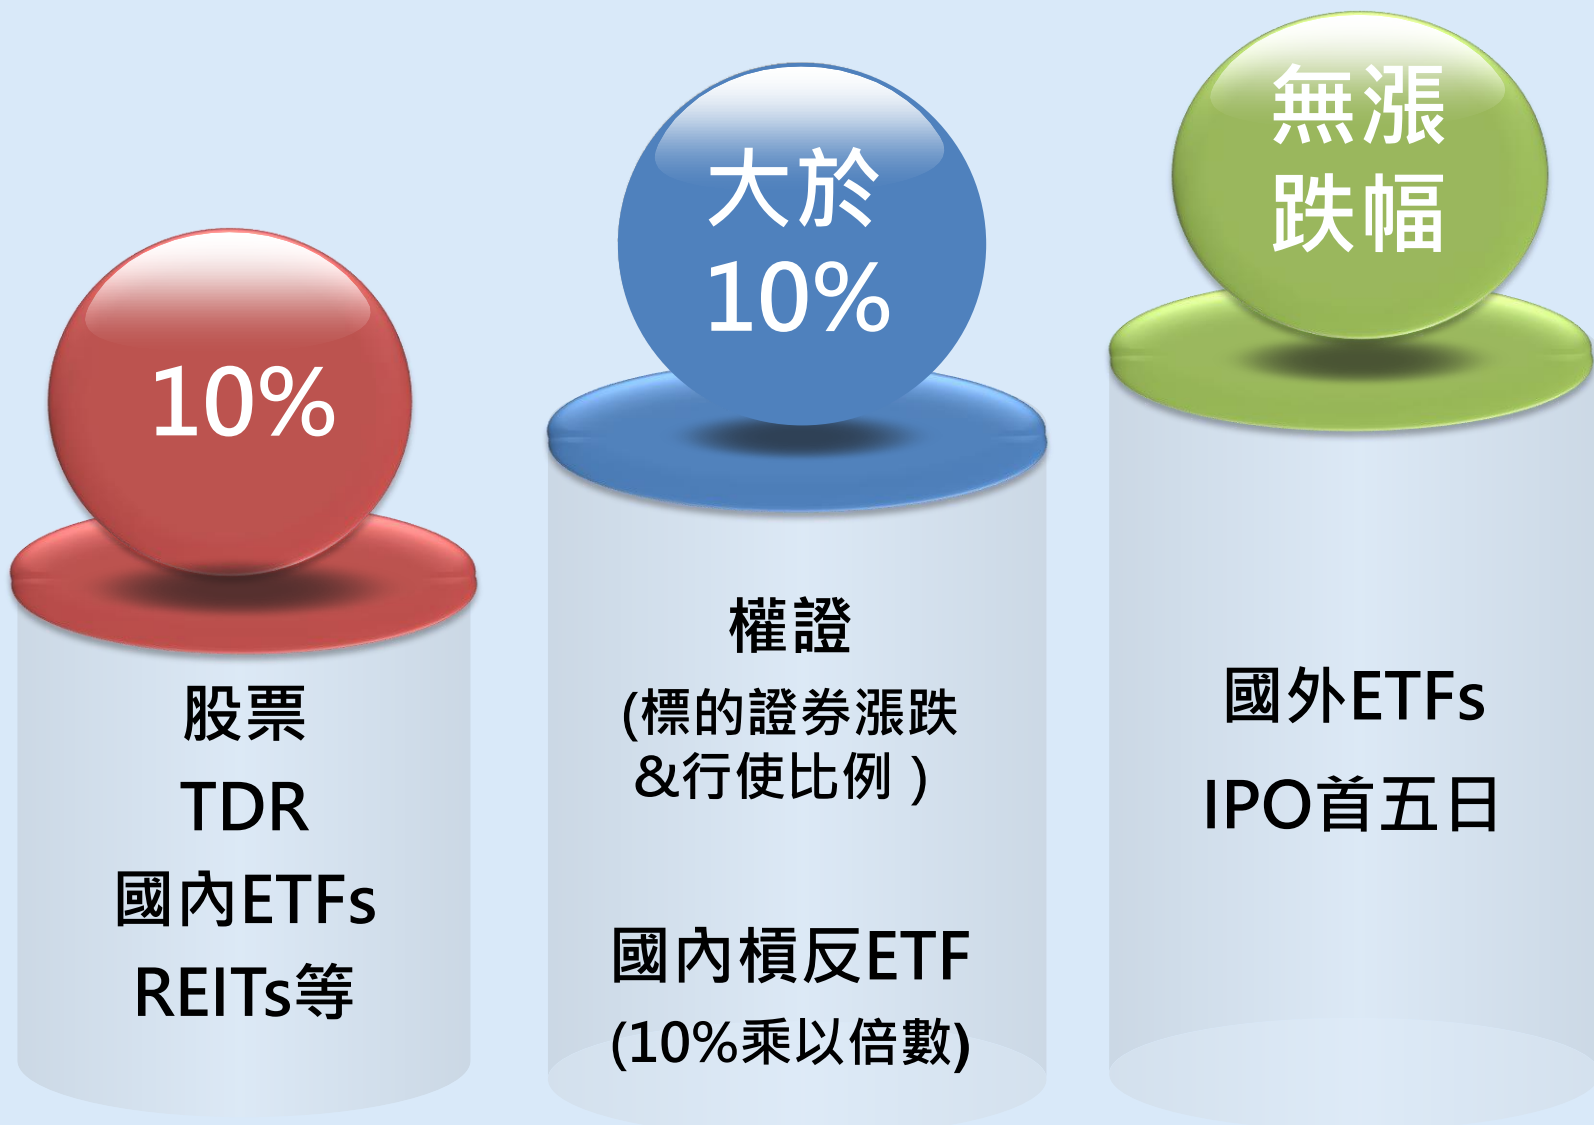 10%
股票
TDR
國內ETFs
REITs等
大於
10%
權證
(標的證券漲跌
&行使比例 )
國內槓反ETF
(10%乘以倍數)
無漲
跌幅
國外ETFs
IPO首五日